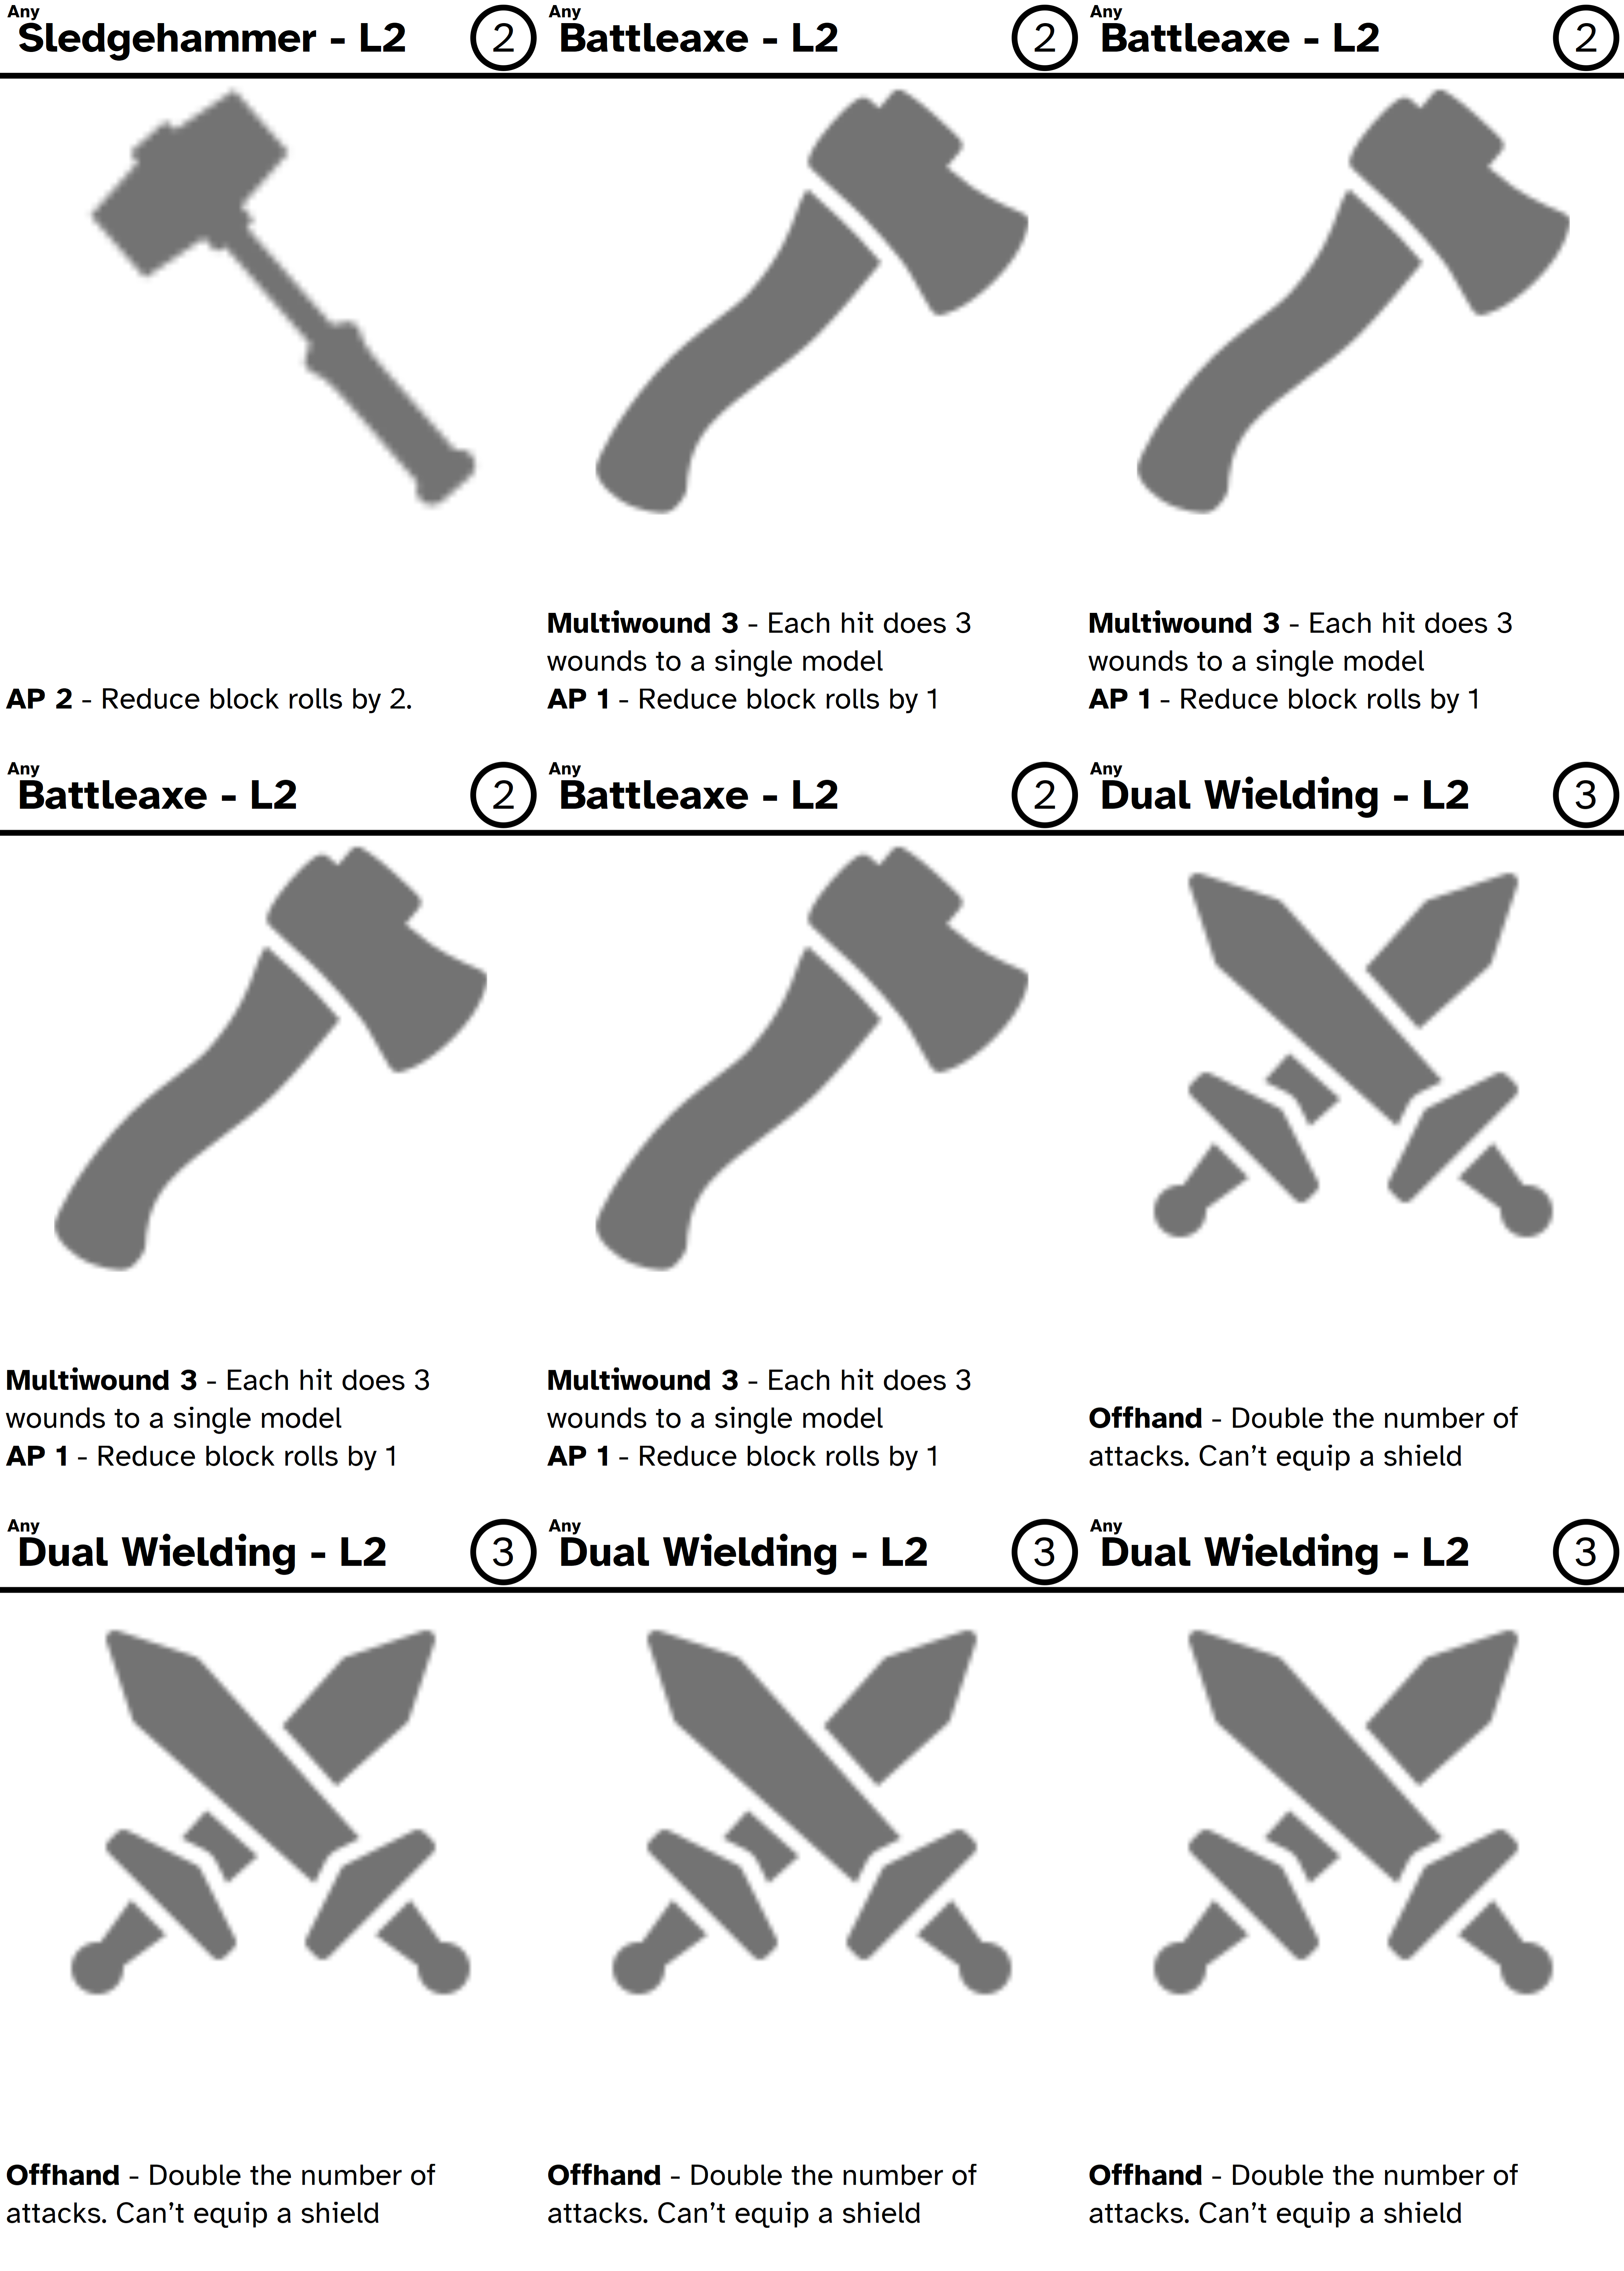 Any
Sledgehammer - L2
2
AP 2 - Reduce block rolls by 2.
Any
Battleaxe - L2
2
Multiwound 3 - Each hit does 3
wounds to a single model
AP 1 - Reduce block rolls by 1
Any
Battleaxe - L2
2
Multiwound 3 - Each hit does 3
wounds to a single model
AP 1 - Reduce block rolls by 1
Any
Battleaxe - L2
2
Multiwound 3 - Each hit does 3
wounds to a single model
AP 1 - Reduce block rolls by 1
Any
Battleaxe - L2
2
Multiwound 3 - Each hit does 3
wounds to a single model
AP 1 - Reduce block rolls by 1
Any
Dual Wielding - L2
3
Offhand - Double the number of
attacks. Can’t equip a shield
Any
Dual Wielding - L2
3
Offhand - Double the number of
attacks. Can’t equip a shield
Any
Dual Wielding - L2
3
Offhand - Double the number of
attacks. Can’t equip a shield
Any
Dual Wielding - L2
3
Offhand - Double the number of
attacks. Can’t equip a shield